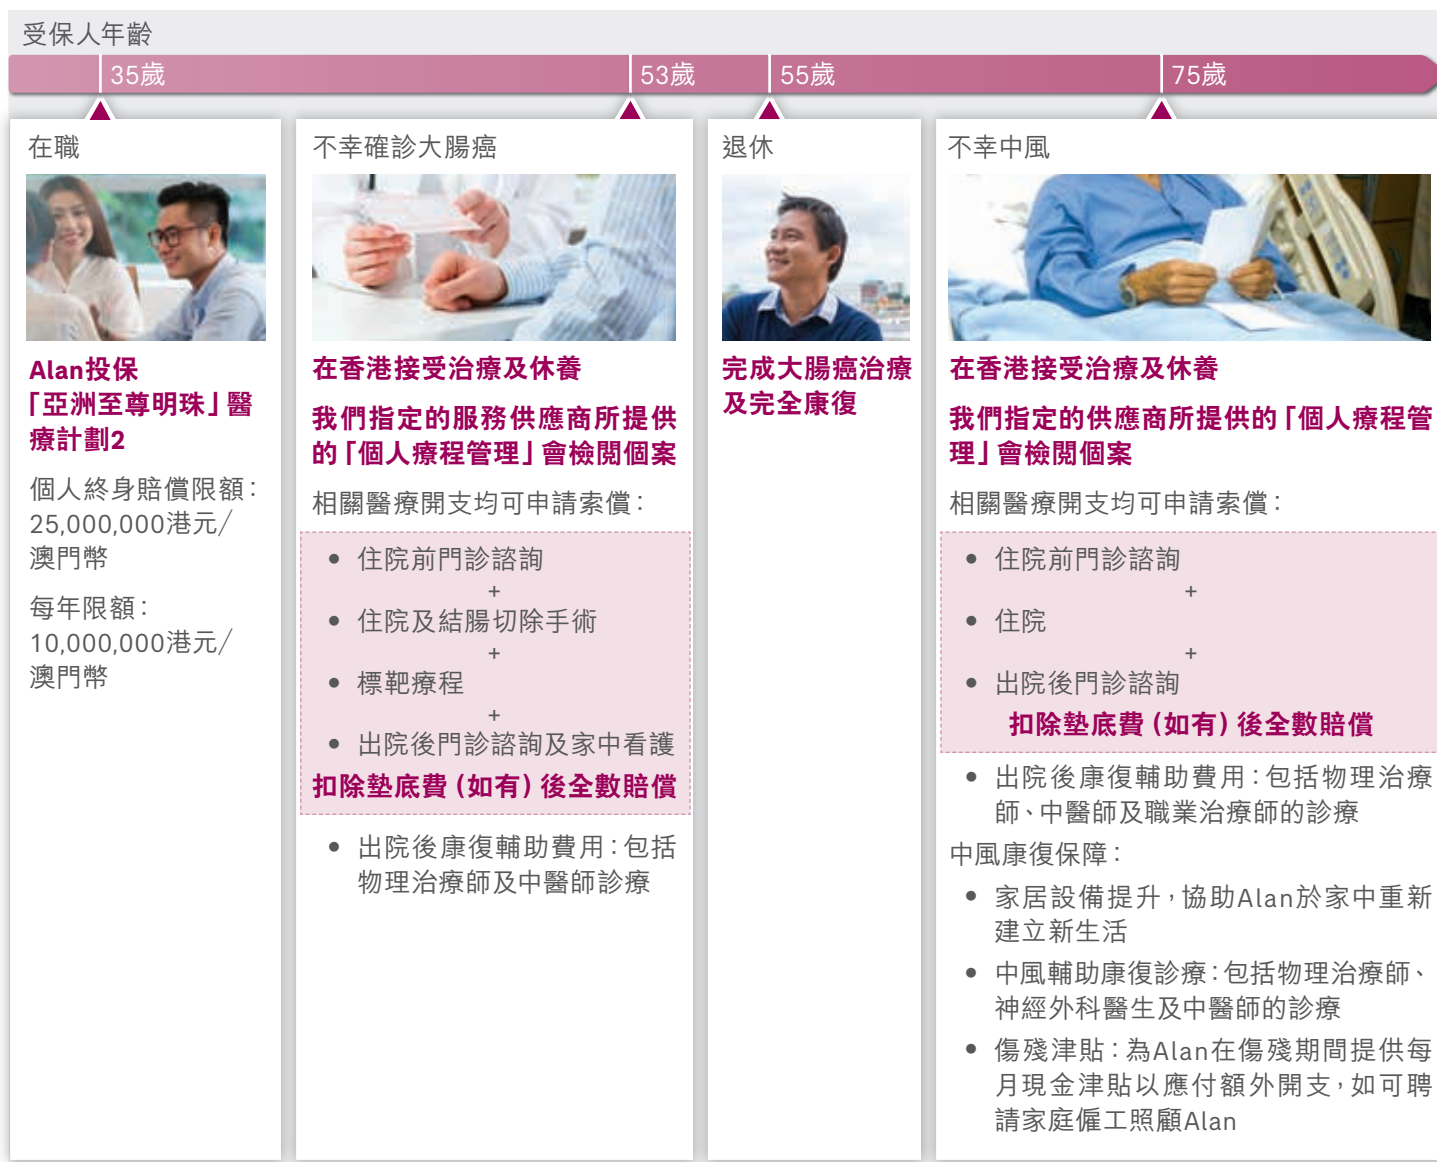 受保人年齡
35歲
53歲
55歲
75歲
在職
Alan投保
「亞洲至尊明珠」醫
療計劃2
個人終身賠償限額：
25,000,000港元/
澳門幣
每年限額：
10,000,000港元/
澳門幣
不幸確診大腸癌
在香港接受治療及休養
我們指定的服務供應商所提供
的「個人療程管理」會檢閱個案
相關醫療開支均可申請索償：
• 住院前門診諮詢
+
• 住院及結腸切除手術
+
• 標靶療程
+
• 出院後門診諮詢及家中看護
扣除墊底費（如有）後全數賠償
• 出院後康復輔助費用：包括
物理治療師及中醫師診療
退休
完成大腸癌治療
及完全康復
不幸中風
在香港接受治療及休養
我們指定的供應商所提供的「個人療程管
理」會檢閱個案
相關醫療開支均可申請索償：
• 住院前門診諮詢
+
• 住院
+
• 出院後門診諮詢
扣除墊底費（如有）後全數賠償
• 出院後康復輔助費用：包括物理治療
師、中醫師及職業治療師的診療
中風康復保障：
• 家居設備提升，協助Alan於家中重新
建立新生活
• 中風輔助康復診療：包括物理治療師、
神經外科醫生及中醫師的診療
• 傷殘津貼：為Alan在傷殘期間提供每
月現金津貼以應付額外開支，如可聘
請家庭僱工照顧Alan